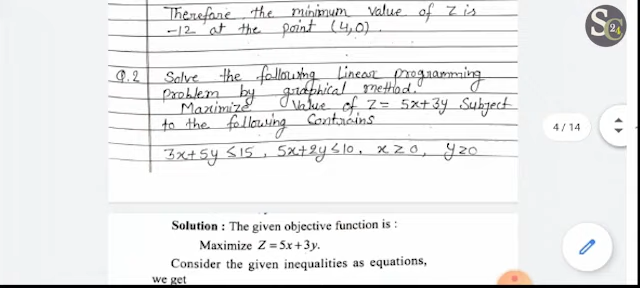 Therefore, the minimum value of Z is
-12 at the point (4,0).
Q.2 Solve the following Linear programming
problem by graphical method.
Maximize Value of Z = 5x+3y Subject
to the following Contrains
3x+5y ≤ 15, 5x+2y ≤ 10, x ≥ 0, y ≥ 0
4 / 14
Solution : The given objective function is :
Maximize Z = 5x + 3y.
Consider the given inequalities as equations,
we get
SC 24